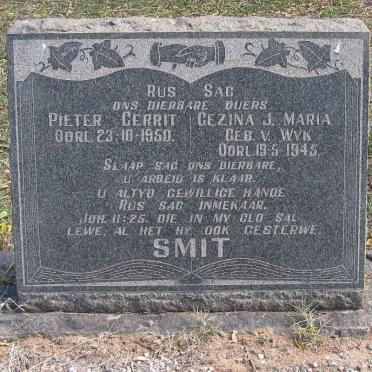 RUS SAG
ONS DIERBARE OUERS
PIETER GERRIT GEZINA J. MARIA
OORL. 23-10-1950. GEB. V. WYK
OORL. 19-5-1945.
SLAAP SAG ONS DIERBARE,
U ARBEID IS KLAAR.
U ALTYD GEWILLIGE HANDE
RUS SAG INMEKAAR.
JOH. 11:25. DIE IN MY GLO SAL
LEWE, AL HET HY OOK GESTERWE.
SMIT